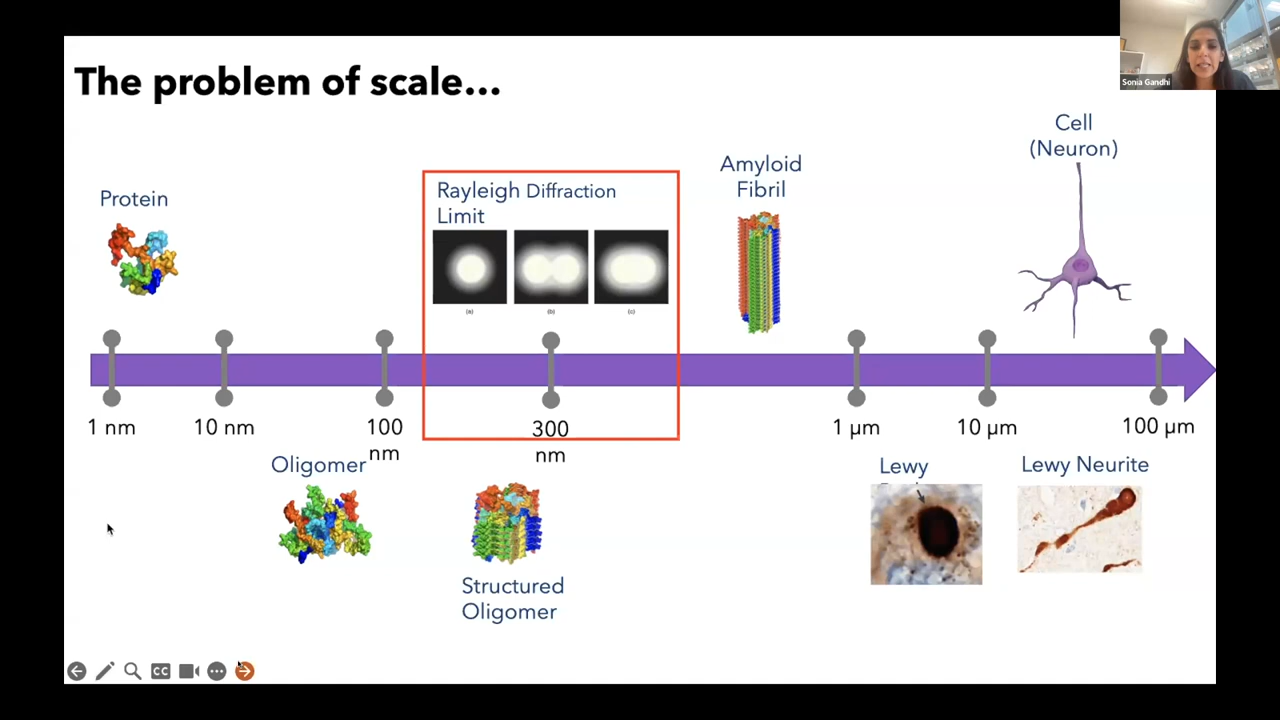 The problem of scale...
Sonia Gandhi
Cell
(Neuron)
Amyloid
Fibril
Protein
Rayleigh Diffraction
Limit
(a)
(b)
(c)
1 nm
10 nm
100
nm
300
nm
1 µm
10 µm
100 µm
Oligomer
Structured
Oligomer
Lewy
Lewy Neurite
CC